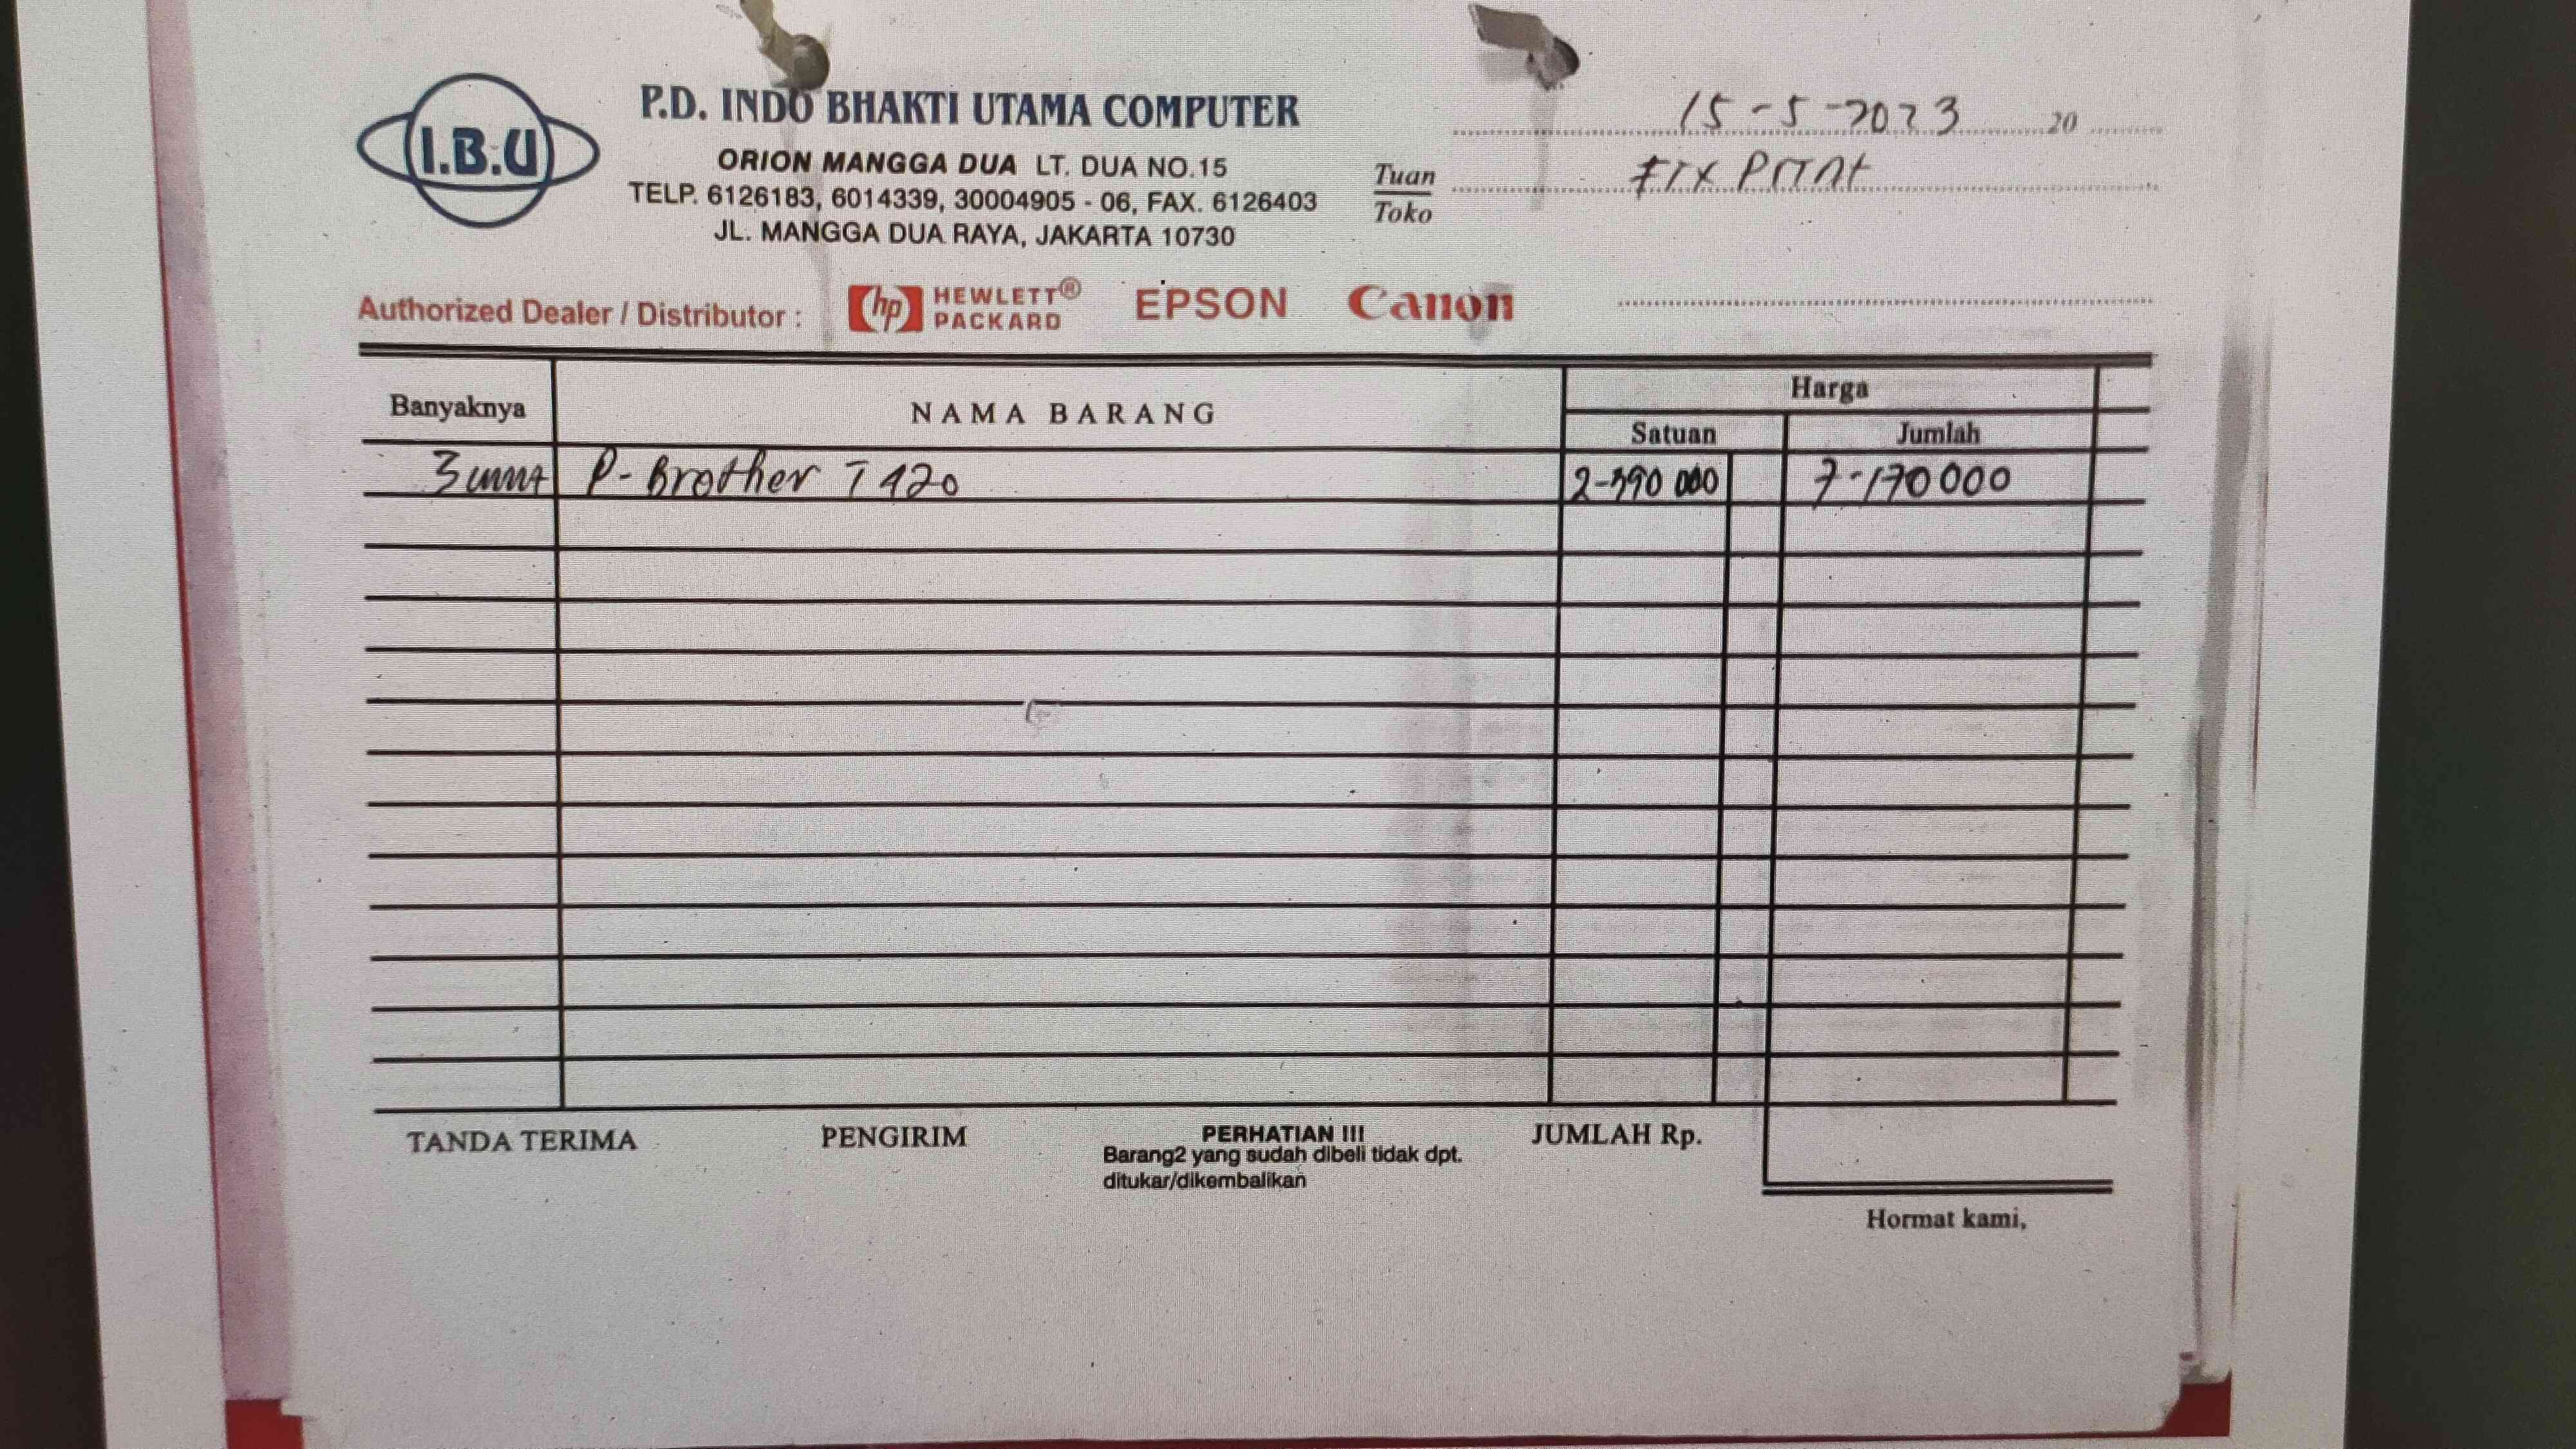 I.B.U
P.D. INDO BHAKTI UTAMA COMPUTER
ORION MANGGA DUA LT. DUA NO.15
TELP. 6126183, 6014339, 30004905 - 06, FAX. 6126403
JL. MANGGA DUA RAYA, JAKARTA 10730
15-5-2023 20
Tuan
Toko
FIX PRINT
Authorized Dealer / Distributor : hp HEWLETT® PACKARD EPSON Canon
Banyaknya NAMA BARANG Harga
Satuan Jumlah
3 unit P- Brother T420 2-390 000 7-170000
TANDA TERIMA PENGIRIM PERHATIAN III JUMLAH Rp.
Barang2 yang sudah dibeli tidak dpt.
ditukar/dikembalikan
Hormat kami,